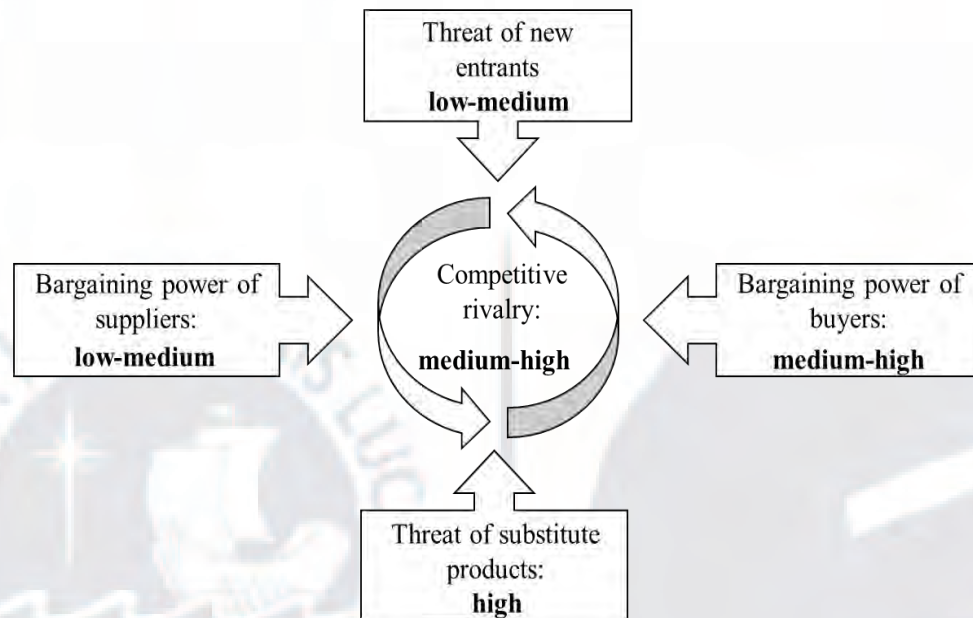 Threat of new
entrants
low-medium
Bargaining power of
suppliers:
low-medium
Competitive
rivalry:
medium-high
Bargaining power of
buyers:
medium-high
Threat of substitute
products:
high